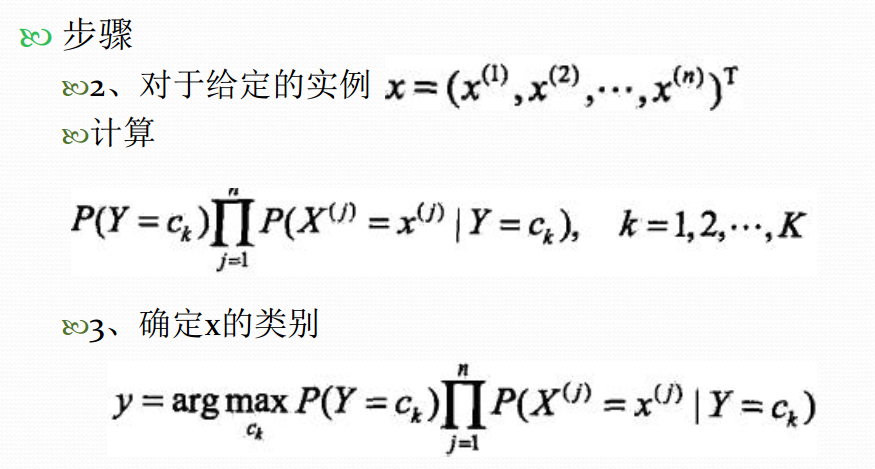 步骤
2、对于给定的实例 x = (x^(1), x^(2), ⋯, x^(n))^T
计算
P(Y = c_k)∏_{j=1}^{n} P(X^(j) = x^(j) | Y = c_k), k = 1,2,⋯,K
3、确定x的类别
y = arg max_{c_k} P(Y = c_k)∏_{j=1}^{n} P(X^(j) = x^(j) | Y = c_k)